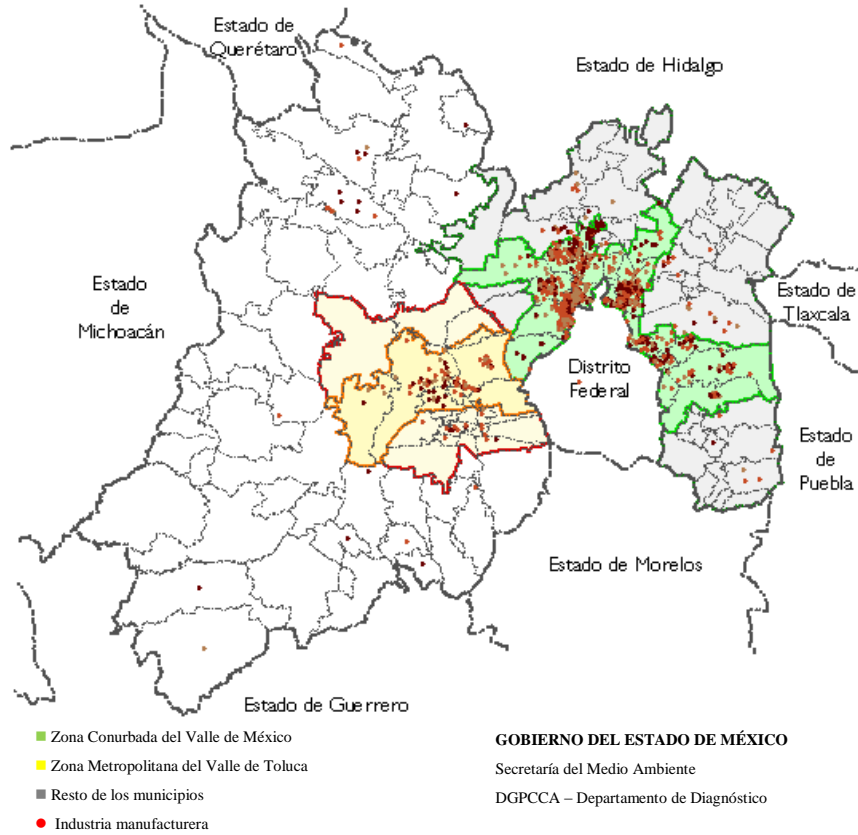 Estado de
Querétaro
Estado de Hidalgo
Estado
de
Michoacán
Estado de
Tlaxcala
Distrito
Federal
Estado
de
Puebla
Estado de Morelos
Estado de Guerrero
Zona Conurbada del Valle de México
Zona Metropolitana del Valle de Toluca
Resto de los municipios
Industria manufacturera
GOBIERNO DEL ESTADO DE MÉXICO
Secretaría del Medio Ambiente
DGPCCA – Departamento de Diagnóstico